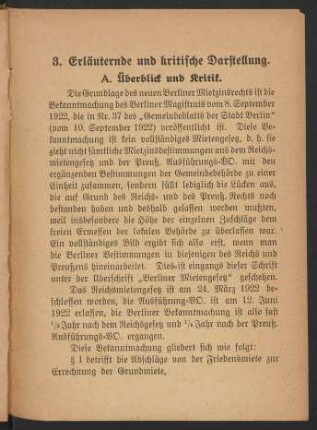 3. Erläuternde und kritische Darstellung.
A. Überblick und Kritik.
Die Grundlage des neuen Berliner Mietzinsrechts ist die
Bekanntmachung des Berliner Magistrats vom 8. September
1922, die in Nr. 37 des „Gemeindeblatts der Stadt Berlin“
(vom 10. September 1922) veröffentlicht ist. Diese Be-
kanntmachung ist kein vollständiges Mietengesetz, d. h. sie
gibt nicht sämtliche Mietzinsbestimmungen aus dem Reichs-
mietengesetz und der Preuß. Ausführungs-VO. mit den
ergänzenden Bestimmungen der Gemeindebehörde zu einer
Einheit zusammen, sondern füllt lediglich die Lücken aus,
die auf Grund des Reichs- und des Preuß. Rechts noch
bestanden haben und deshalb gelassen worden mußten,
weil insbesondere die Höhe der einzelnen Zuschläge dem
freien Ermessen der lokalen Behörde zu überlassen war.
Ein vollständiges Bild ergibt sich also erst, wenn man
die Bestimmungen in diejenigen des Reichs und
Preußens hineinarbeitet. Dies ist eingangs dieser Schrift
unter der Überschrift „Berliner Mietengesetz“ geschehen.
Das Reichsmietengesetz ist am 24. März 1922 be-
schlossen worden, die Ausführung-VO. ist am 12. Juni
1922 erlassen, die Berliner Bekanntmachung ist also fast
½ Jahr nach dem Reichsgesetz und ¼ Jahr nach der Preuß.
Ausführungs-VO. ergangen.
Diese Bekanntmachung gliedert sich wie folgt:
§ 1 betrifft die Abschläge von der Friedensmiete zur
Errechnung der Grundmiete,